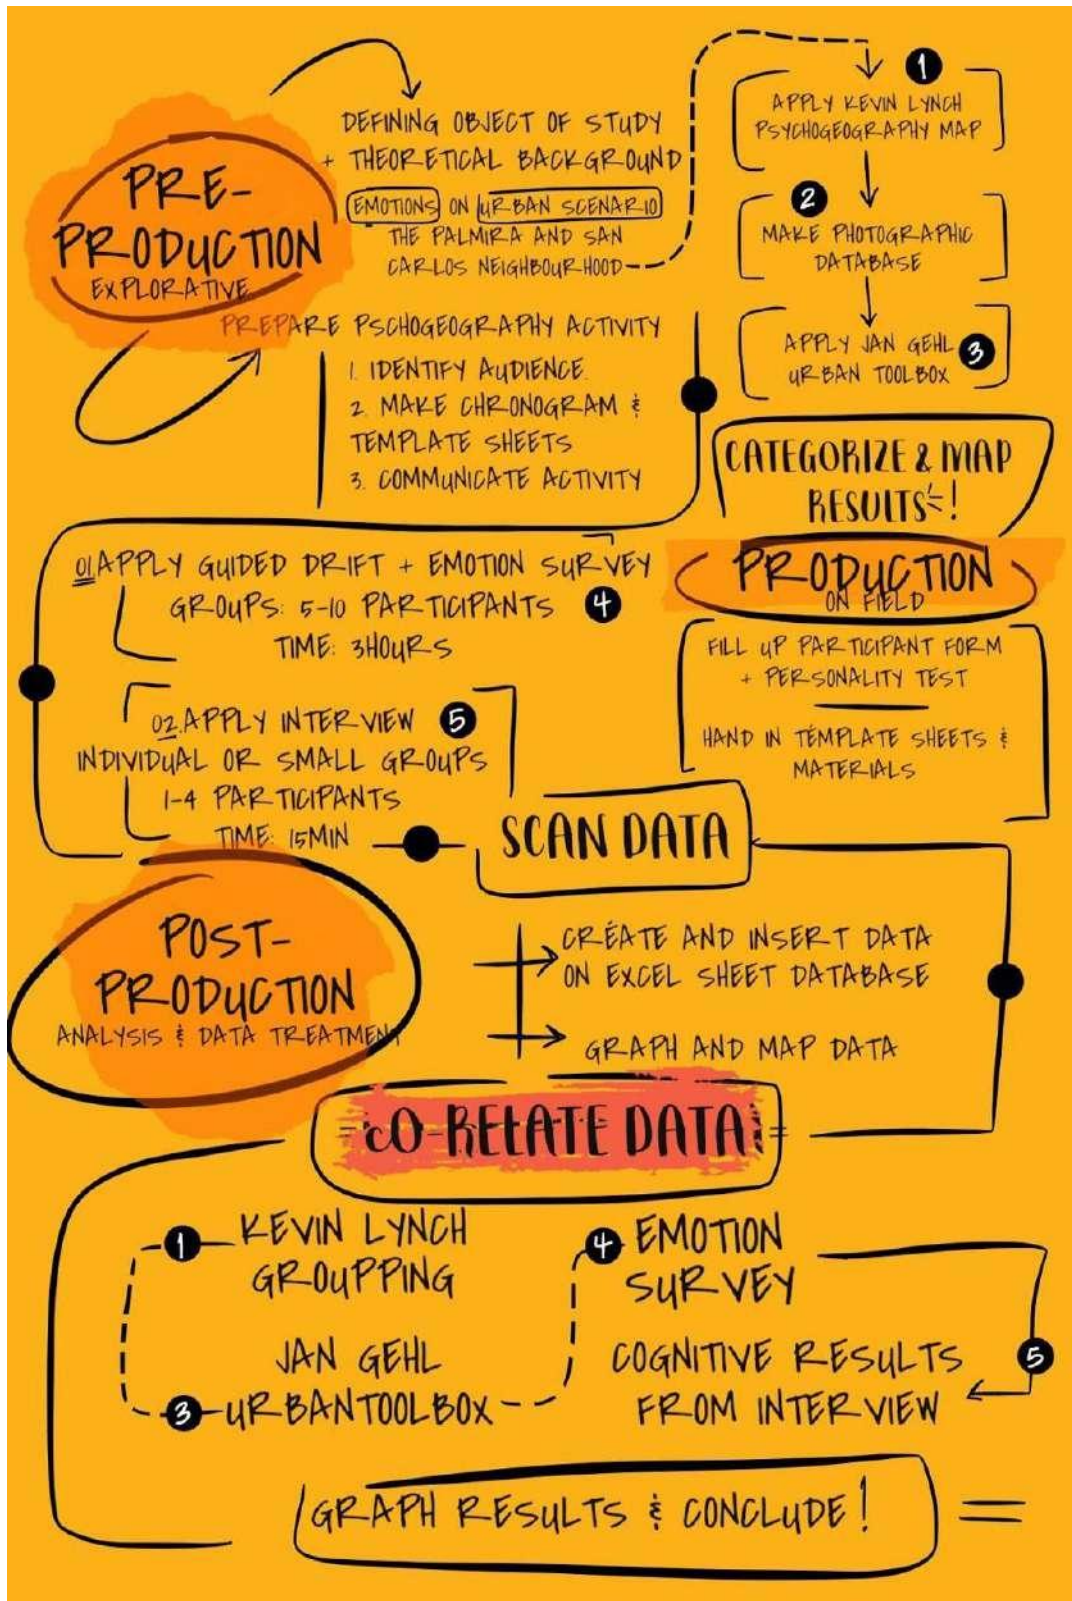 PRE-
PRODUCTION
EXPLORATIVE
DEFINING OBJECT OF STUDY
+ THEORETICAL BACKGROUND
EMOTIONS ON URBAN SCENARIO
THE PALMIRA AND SAN
CARLOS NEIGHBOURHOOD
PREPARE PSCHOGEOGRAPHY ACTIVITY
1. IDENTIFY AUDIENCE.
2. MAKE CHRONOGRAM &
TEMPLATE SHEETS
3. COMMUNICATE ACTIVITY
1
APPLY KEVIN LYNCH
PSYCHOGEOGRAPHY MAP
2
MAKE PHOTOGRAPHIC
DATABASE
APPLY JAN GEHL 3
URBAN TOOLBOX
CATEGORIZE & MAP
RESULTS!
PRODUCTION
ON FIELD
FILL UP PARTICIPANT FORM
+ PERSONALITY TEST
HAND IN TEMPLATE SHEETS &
MATERIALS
01 APPLY GUIDED DRIFT + EMOTION SURVEY
GROUPS: 5-10 PARTICIPANTS 4
TIME: 3HOURS
02. APPLY INTERVIEW 5
INDIVIDUAL OR SMALL GROUPS
1-4 PARTICIPANTS
TIME: 15MIN
SCAN DATA
POST-
PRODUCTION
ANALYSIS & DATA TREATMENT
CREATE AND INSERT DATA
ON EXCEL SHEET DATABASE
GRAPH AND MAP DATA
CO-RELATE DATA!
1 KEVIN LYNCH
GROUPPING
JAN GEHL
3 URBANTOOLBOX
4 EMOTION
SURVEY
COGNITIVE RESULTS 5
FROM INTERVIEW
GRAPH RESULTS & CONCLUDE!